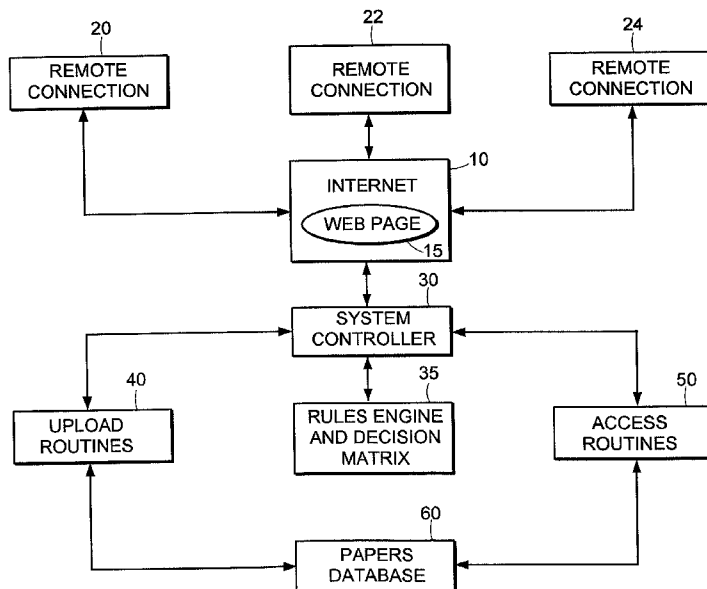 20
22
24
REMOTE
CONNECTION
REMOTE
CONNECTION
REMOTE
CONNECTION
10
INTERNET
WEB PAGE
15
30
SYSTEM
CONTROLLER
40
35
50
UPLOAD
ROUTINES
RULES ENGINE
AND DECISION
MATRIX
ACCESS
ROUTINES
60
PAPERS
DATABASE